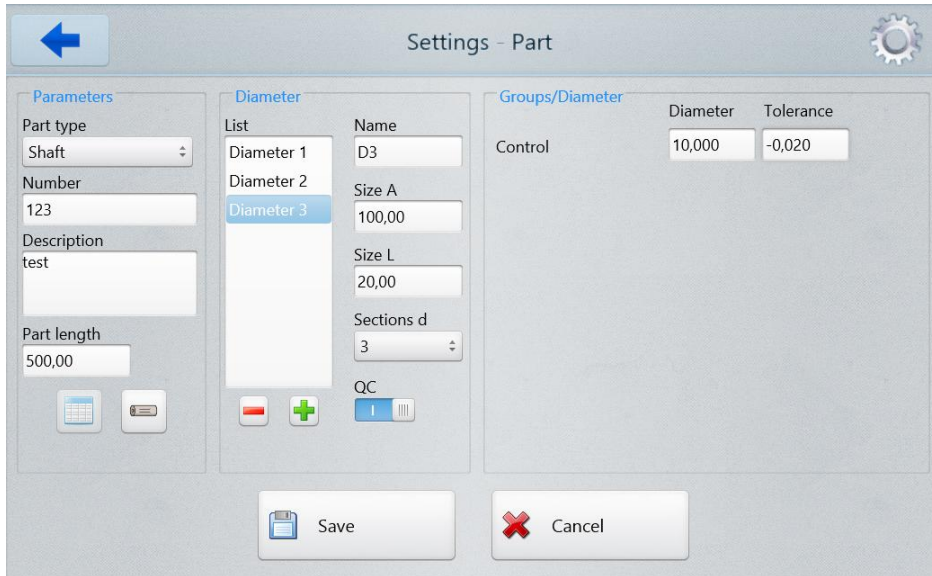 Settings - Part
Parameters
Part type
Shaft
Number
123
Description
test
Part length
500,00
Diameter
List
Diameter 1
Diameter 2
Diameter 3
Name
D3
Size A
100,00
Size L
20,00
Sections d
3
QC
I
Groups/Diameter
Diameter Tolerance
Control 10,000 -0,020
Save
Cancel